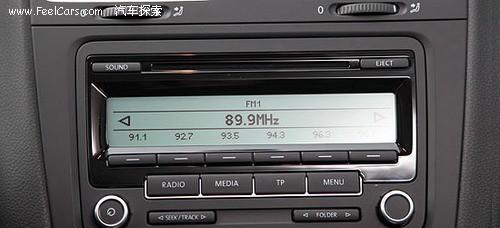 www.FeelCars.com 汽车探索
0
SOUND
EJECT
FM1
89.9MHz
91.1 92.7 93.5 94.3 96.3
RADIO MEDIA TP MENU
SEEK/TRACK FOLDER